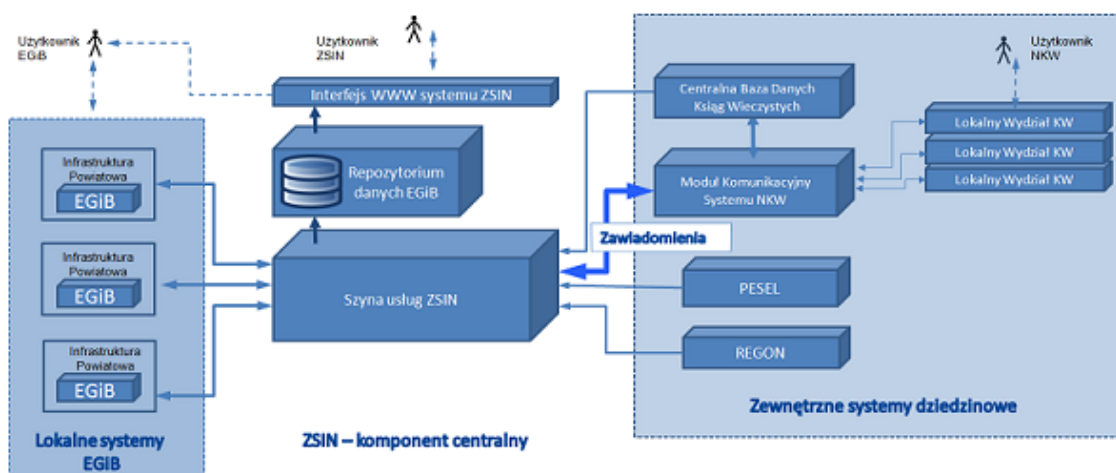 Użytkownik
EGiB
Użytkownik
ZSIN
Użytkownik
NKW
Interfejs WWW systemu ZSIN
Repozytorium
danych EGiB
Szyna usług ZSIN
Infrastruktura
Powiatowa
EGiB
Infrastruktura
Powiatowa
EGiB
Infrastruktura
Powiatowa
EGiB
Lokalne systemy
EGiB
ZSIN – komponent centralny
Centralna Baza Danych
Ksiąg Wieczystych
Moduł Komunikacyjny
Systemu NKW
Zawiadomienia
Lokalny Wydział KW
Lokalny Wydział KW
Lokalny Wydział KW
PESEL
REGON
Zewnętrzne systemy dziedzinowe